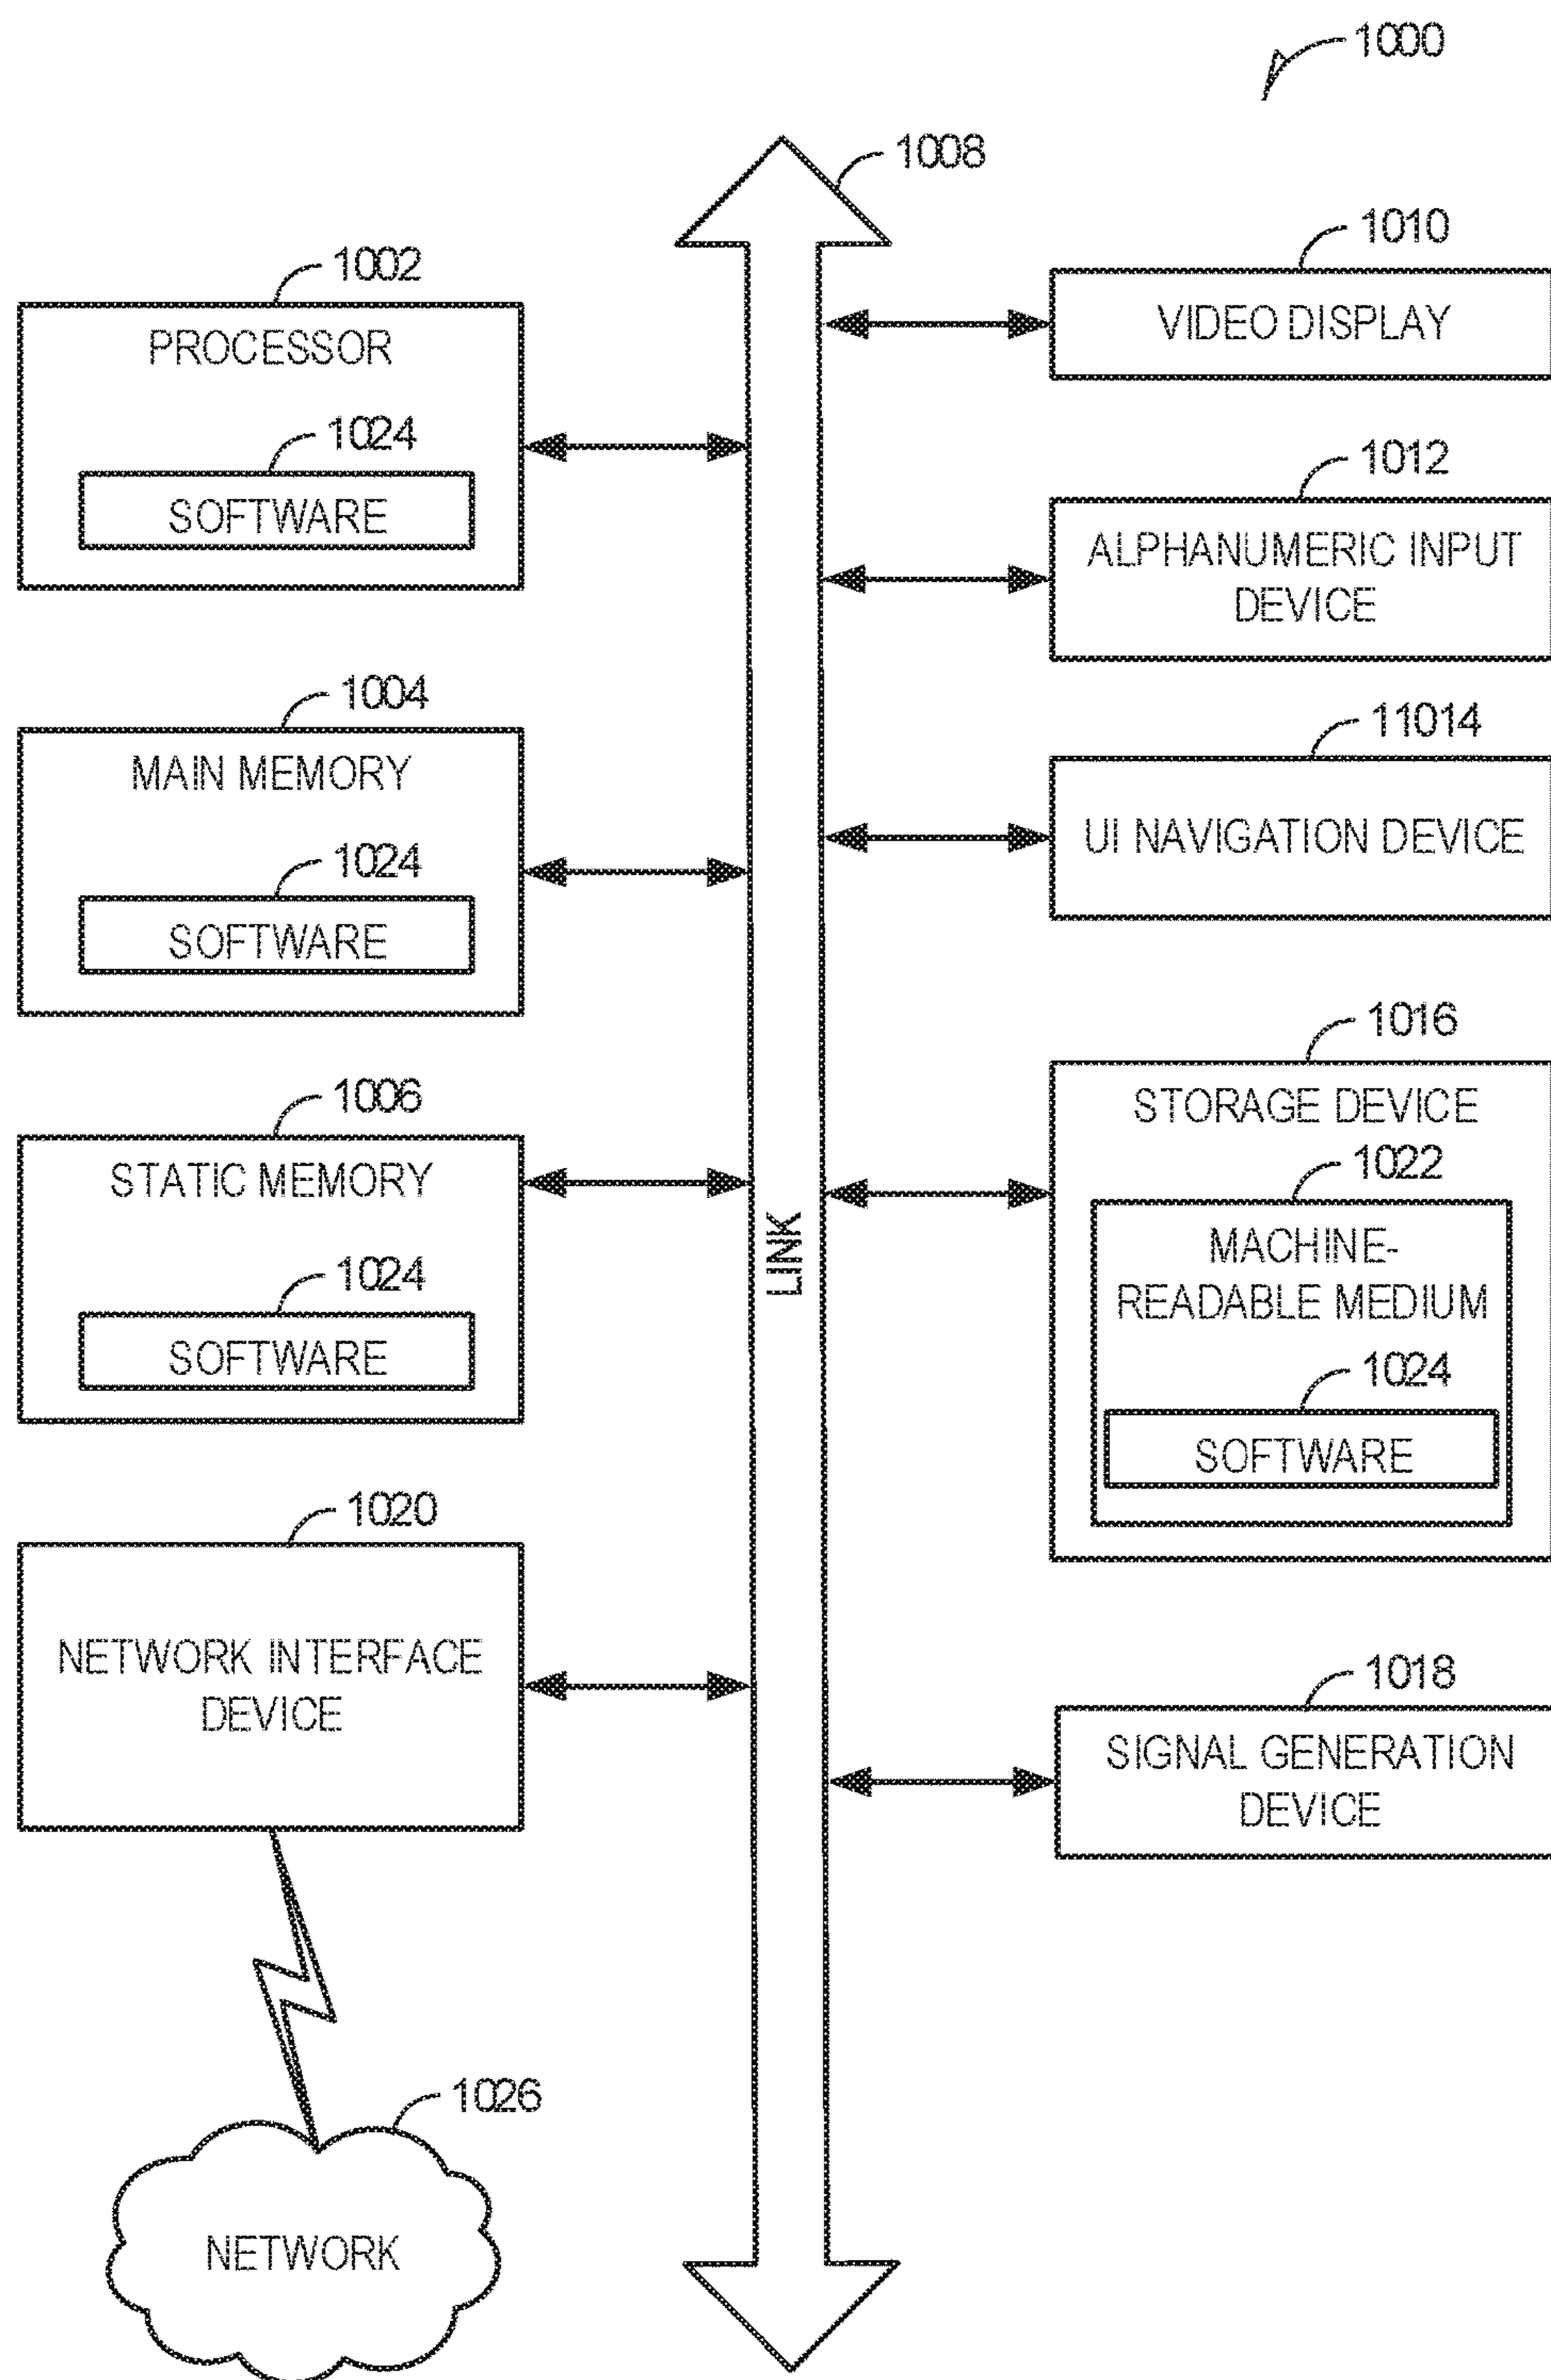 1000
1008
1002
PROCESSOR
1024
SOFTWARE
1004
MAIN MEMORY
1024
SOFTWARE
1006
STATIC MEMORY
1024
SOFTWARE
1020
NETWORK INTERFACE
DEVICE
1026
NETWORK
LINK
1010
VIDEO DISPLAY
1012
ALPHANUMERIC INPUT
DEVICE
11014
UI NAVIGATION DEVICE
1016
STORAGE DEVICE
1022
MACHINE-
READABLE MEDIUM
1024
SOFTWARE
1018
SIGNAL GENERATION
DEVICE